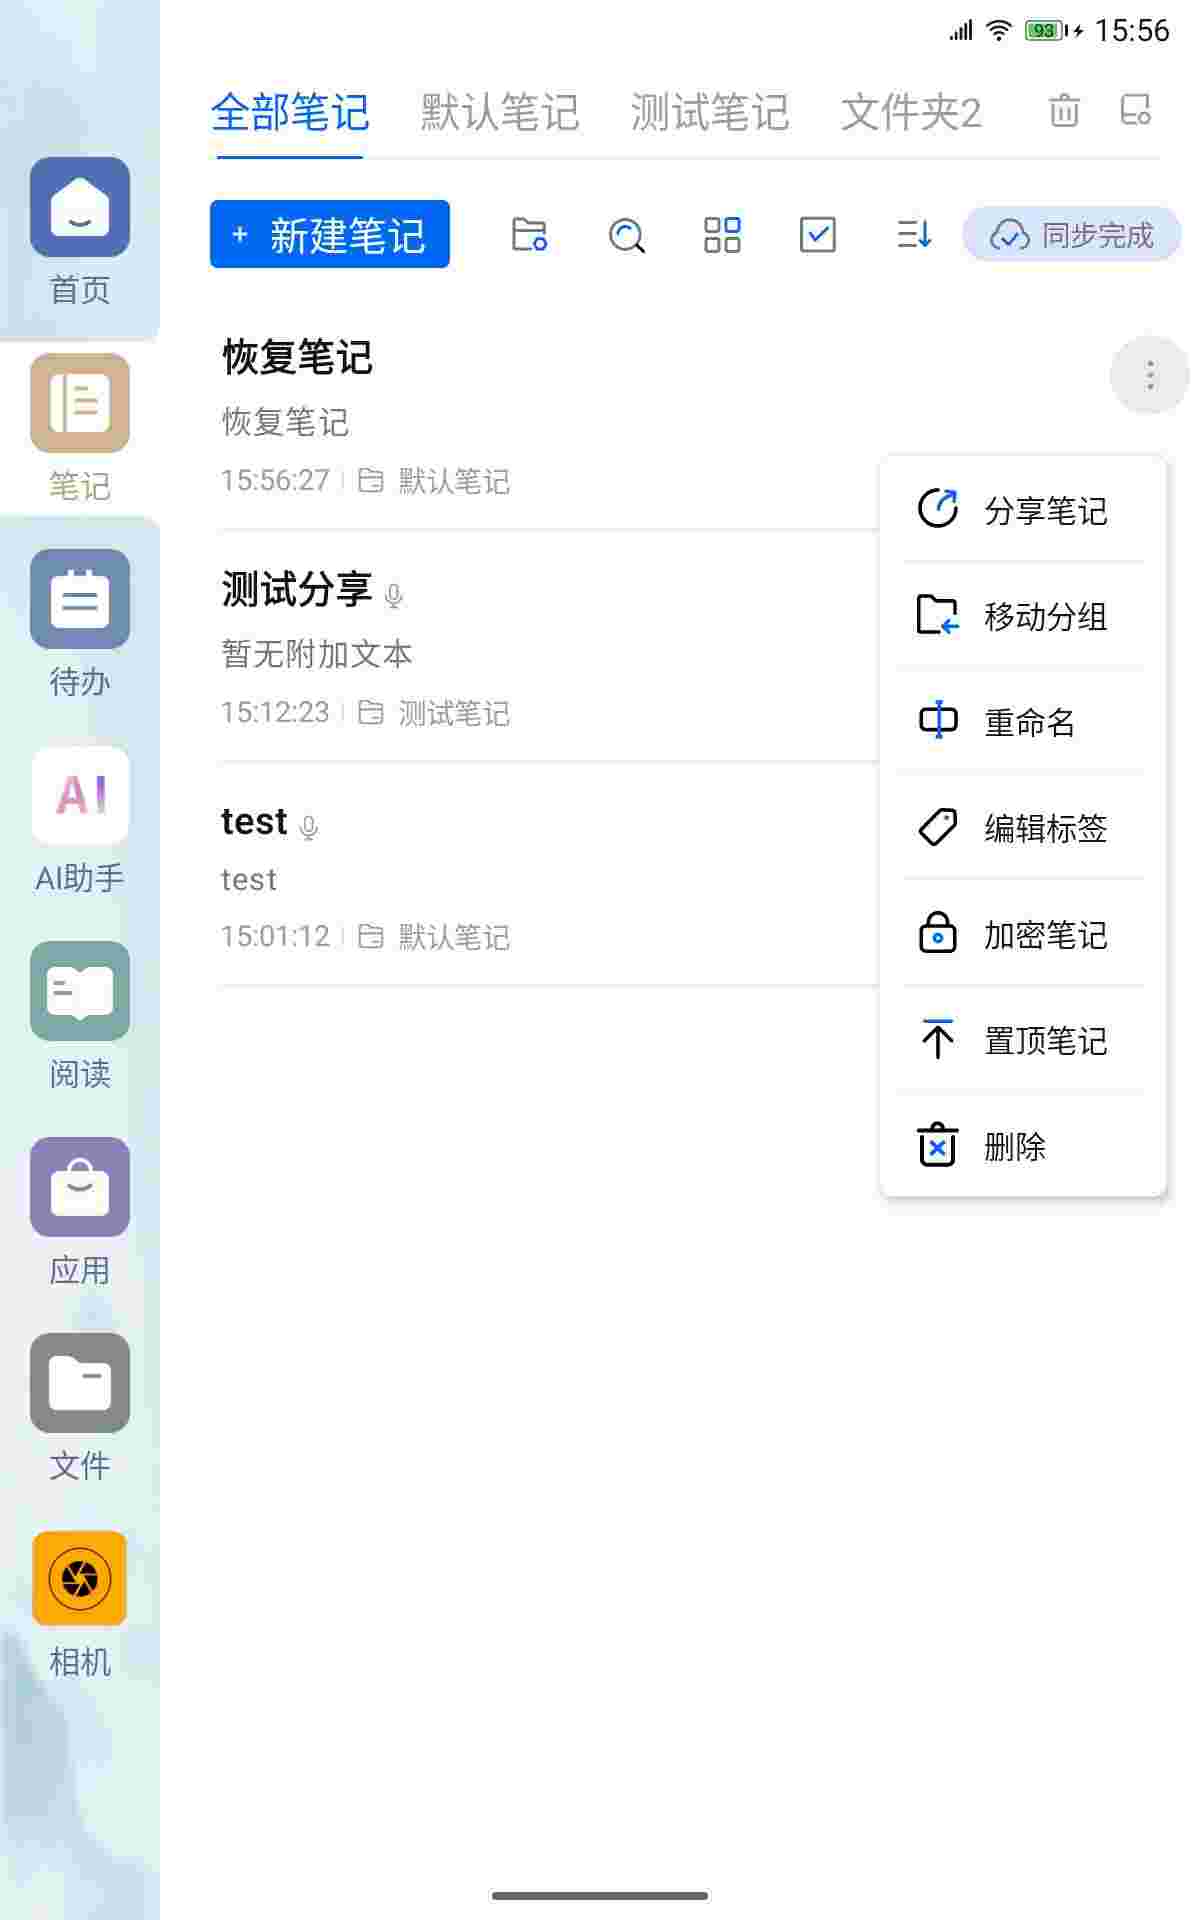 93 15:56
全部笔记 默认笔记 测试笔记 文件夹2
+ 新建笔记 同步完成
首页
笔记
待办
AI
AI助手
阅读
应用
文件
相机
恢复笔记
恢复笔记
15:56:27 默认笔记
测试分享
暂无附加文本
15:12:23 测试笔记
test
test
15:01:12 默认笔记
分享笔记
移动分组
重命名
编辑标签
加密笔记
置顶笔记
删除